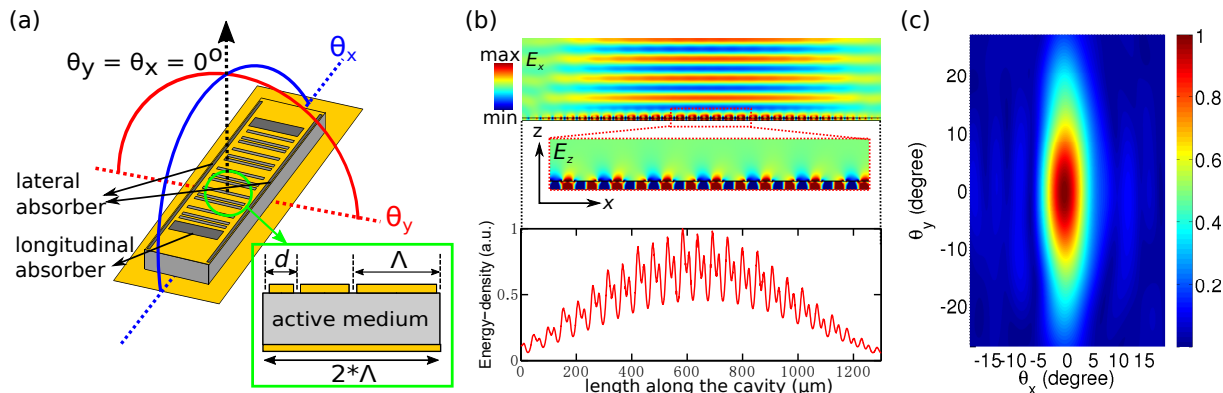 (a)
θy = θx = 0o
θx
lateral
absorber
longitudinal
absorber
θy
d
Λ
active medium
2*Λ
(b)
max
min
Ex
z
Ez
x
Energy−density (a.u.)
1
0.5
0
0 200 400 600 800 1000 1200
length along the cavity (μm)
(c)
θy (degree)
20
10
0
-10
-20
-15 -10 -5 0 5 10 15
θx (degree)
1
0.8
0.6
0.4
0.2
0